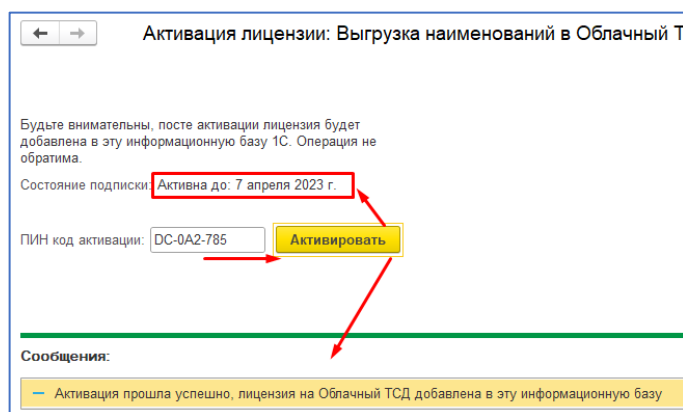 Активация лицензии: Выгрузка наименований в Облачный Т
Будьте внимательны, посте активации лицензия будет
добавлена в эту информационную базу 1С. Операция не
обратима.
Состояние подписки: Активна до: 7 апреля 2023 г.
ПИН код активации: DC-0A2-785 Активировать
Сообщения:
— Активация прошла успешно, лицензия на Облачный ТСД добавлена в эту информационную базу